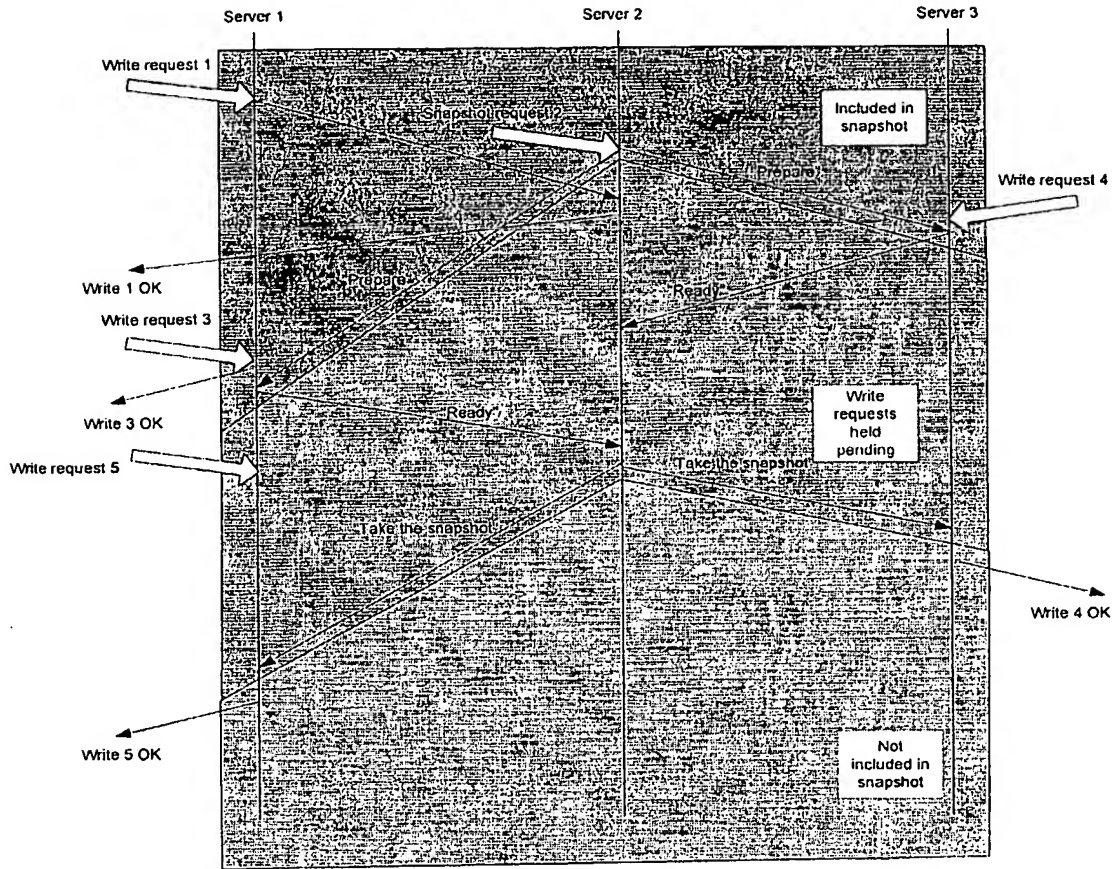 Server 1
Server 2
Server 3
Write request 1
Snapshot request 2
Included in
snapshot
Prepare
Write request 4
Write 1 OK
Prepare
Ready
Write request 3
Write 3 OK
Ready
Write
requests
held
pending
Write request 5
Take the snapshot
Take the snapshot
Write 4 OK
Write 5 OK
Not
included in
snapshot